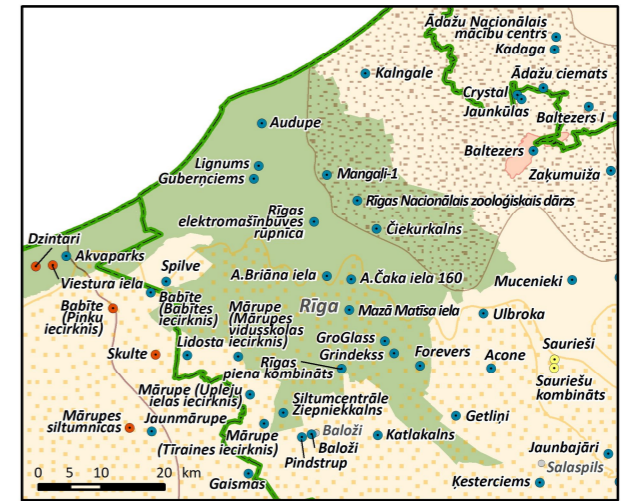 Ādažu Nacionālais
mācību centrs
Kadaga
Kalngale
Ādažu ciemats
Crystal
Jaunkūlas
Baltezers I
Audupe
Baltezers
Lignums
Guberņciems
Mangaļi-1
Zaķumuiža
Rīgas Nacionālais zooloģiskais dārzs
Rīgas
elektromašīnbūves
rūpnīca
Čiekurkalns
Dzintari
Akvaparks
Spilve
Viestura iela
A.Briāna iela
A.Čaka iela 160
Mucenieki
Babīte
(Babītes
iecirknis)
Babīte
(Piņķu
iecirknis)
Mārupe
(Mārupes
vidusskolas
iecirknis)
Rīga
Mazā Matīsa iela
Ulbroka
Skulte
Lidosta
GroGlass
Grindekss
Forevers
Acone
Saurieši
Rīgas
piena kombināts
Sauriešu
kombināts
Mārupe (Upleju
ielas iecirknis)
Siltumcentrāle
Ziepniekkalns
Getliņi
Mārupes
siltumnīcas
Jaunmārupe
Mārupe
(Tīraines iecirknis)
Baloži
Baloži
Pindstrup
Katlakalns
Jaunbajāri
Salaspils
Gaismas
Ķesterciems
0 5 10 20 km